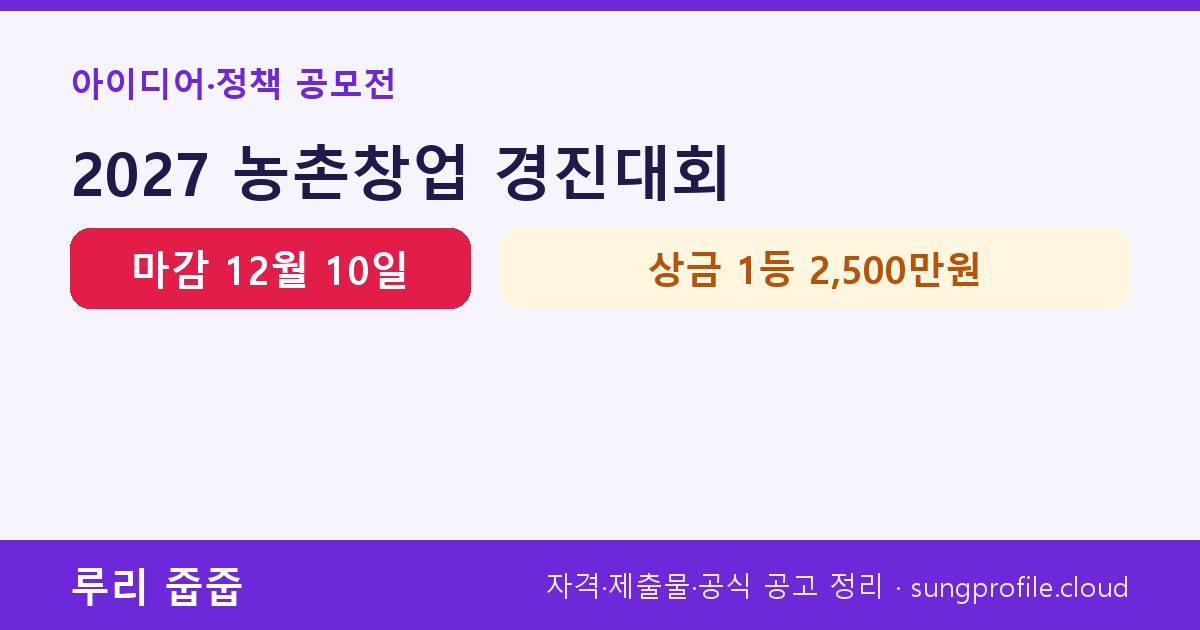 아이디어·정책 공모전
2027 농촌창업 경진대회
마감 12월 10일
상금 1등 2,500만원
루리 줍줍
자격·제출물·공식 공고 정리 · sungprofile.cloud